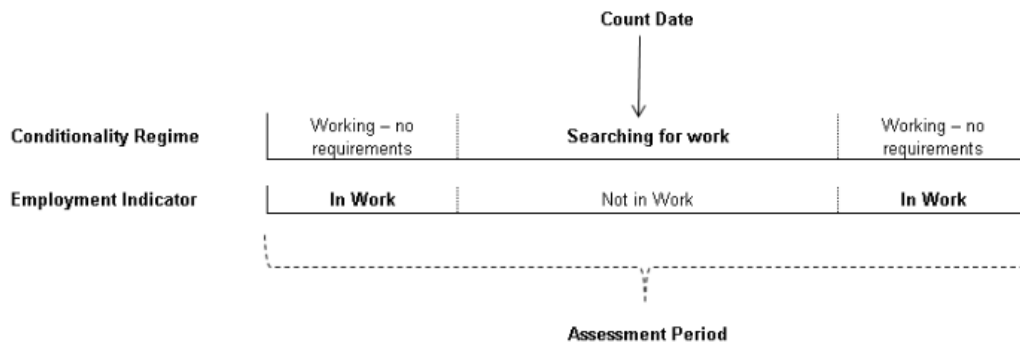 Count Date
Conditionality Regime
Working – no
requirements
Searching for work
Working – no
requirements
Employment Indicator
In Work
Not in Work
In Work
Assessment Period